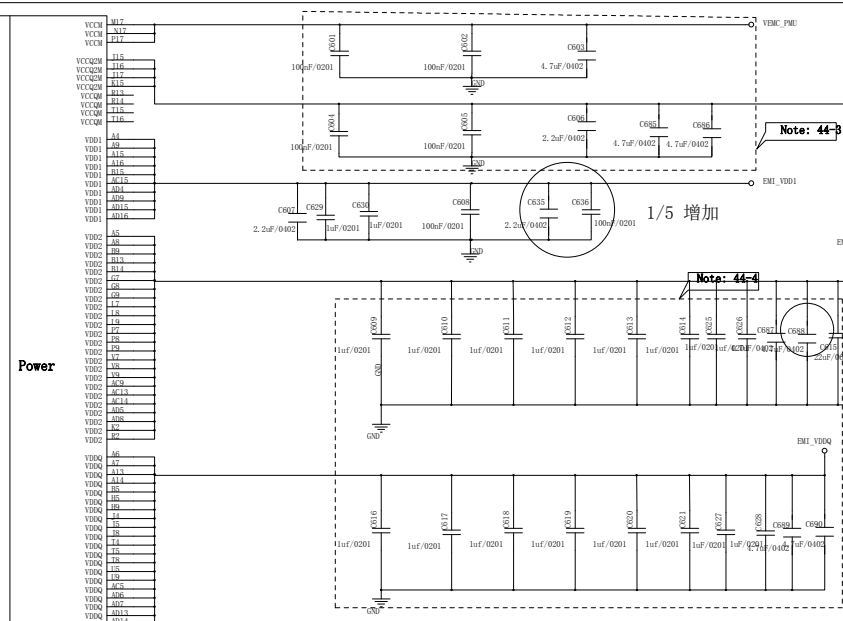 Power
VCCM M17
VCCM N17
VCCM P17
VCCQ2M J15
VCCQ2M J16
VCCQ2M J17
VCCQ2M K15
VCCQM R13
VCCQM R14
VCCQM T15
VCCQM T16
VDD1 A4
VDD1 A9
VDD1 A15
VDD1 A16
VDD1 B15
VDD1 AC15
VDD1 AD4
VDD1 AD9
VDD1 AD15
VDD1 AD16
VDD2 A5
VDD2 A8
VDD2 B9
VDD2 B13
VDD2 B14
VDD2 G7
VDD2 G8
VDD2 G9
VDD2 L7
VDD2 L8
VDD2 L9
VDD2 P7
VDD2 P8
VDD2 P9
VDD2 V7
VDD2 V8
VDD2 V9
VDD2 AC9
VDD2 AC13
VDD2 AC14
VDD2 AD5
VDD2 AD8
VDD2 K2
VDD2 R2
VDDQ A6
VDDQ A7
VDDQ A13
VDDQ A14
VDDQ B5
VDDQ H5
VDDQ H9
VDDQ J4
VDDQ J5
VDDQ J8
VDDQ T4
VDDQ T5
VDDQ T8
VDDQ U5
VDDQ U9
VDDQ AC5
VDDQ AD6
VDDQ AD7
VDDQ AD13
AD14
VEMC_PMU
C601 100nF/0201
C602 100nF/0201
C603 4.7uF/0402
GND
C604 100nF/0201
C605 100nF/0201
C606 2.2uF/0402
C685 4.7uF/0402
C686 4.7uF/0402
GND
Note: 44-3
EMI_VDD1
C607 2.2uF/0402
C629 1uF/0201
C630 1uF/0201
C608 100nF/0201
C635 2.2uF/0402
C636 100nF/0201
1/5 增加
GND
Note: 44-4
C609 1uf/0201
C610 1uf/0201
C611 1uf/0201
C612 1uf/0201
C613 1uf/0201
C614 1uf/0201
C625
C626
C687 4.7uF/0402
C688
C615
GND
GND
EMI_VDDQ
C616 1uf/0201
C617 1uf/0201
C618 1uf/0201
C619 1uf/0201
C620 1uf/0201
C621 1uf/0201
C627 1uF/0201
C628 1uF/0201
C689 4.7uF/0402
C690 4.7uF/0402
GND